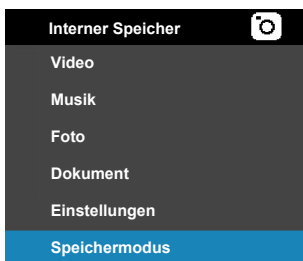 Interner Speicher
Video
Musik
Foto
Dokument
Einstellungen
Speichermodus